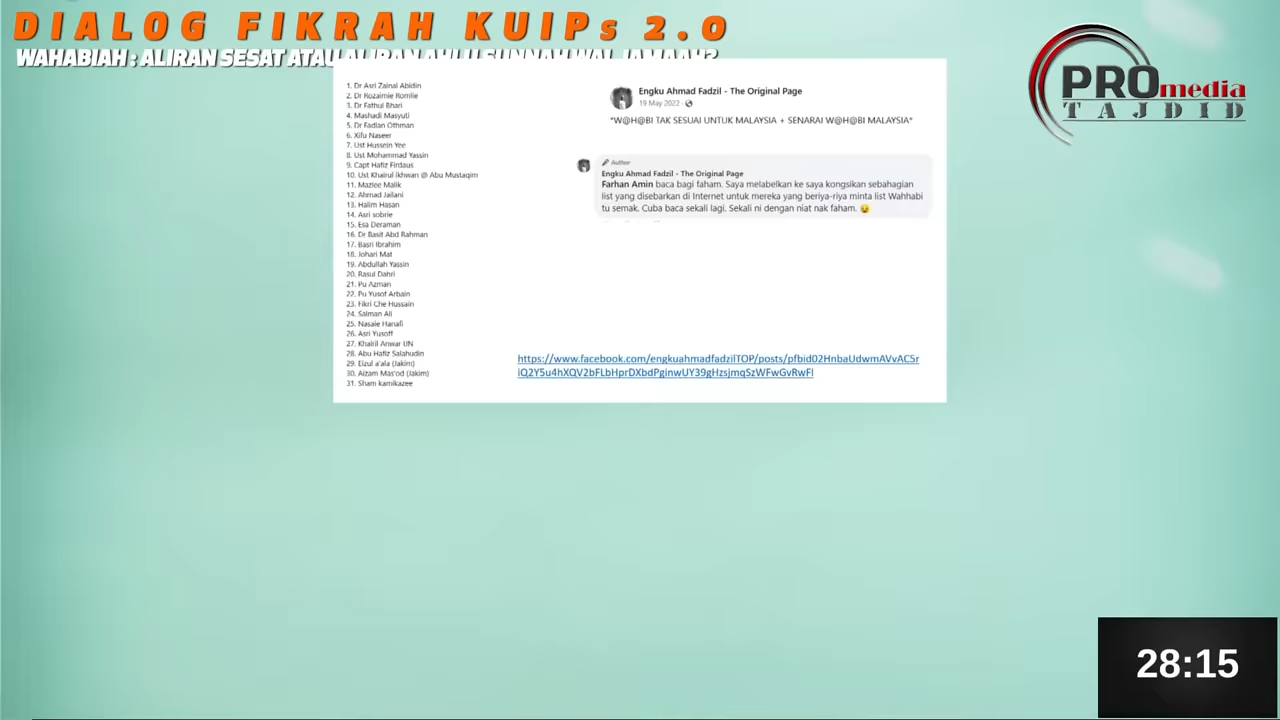 DIALOG FIKRAH KUIPs 2.0
WAHABIAH : ALIRAN SESAT ATAU ALIRAN AHLU SUNNAH WAL JAMAAH?
PROmedia
TAJDID
1. Dr Asri Zainal Abidin
2. Dr Rozaimie Romlie
3. Dr Fathul Bhari
4. Mashadi Masyuti
5. Dr Fadlan Othman
6. Xifu Naseer
7. Ust Hussein Yee
8. Ust Mohammad Yassin
9. Capt Hafiz Firdaus
10. Ust Khairul ikhwan @ Abu Mustaqim
11. Mazlee Malik
12. Ahmad Jailani
13. Halim Hasan
14. Asri sobrie
15. Esa Deraman
16. Dr Basit Abd Rahman
17. Basri Ibrahim
18. Johari Mat
19. Abdullah Yassin
20. Rasul Dahri
21. Pu Azman
22. Pu Yusof Arbain
23. Fikri Che Hussain
24. Salman Ali
25. Nasaie Hanafi
26. Asri Yusoff
27. Khairil Anwar IJN
28. Abu Hafiz Salahudin
29. Eizul a'ala (Jakim)
30. Aizam Mas'od (Jakim)
31. Sham kamikazee
Engku Ahmad Fadzil - The Original Page
19 May 2022 ·
*W@H@BI TAK SESUAI UNTUK MALAYSIA + SENARAI W@H@BI MALAYSIA*
Author
Engku Ahmad Fadzil - The Original Page
Farhan Amin baca bagi faham. Saya melabelkan ke saya kongsikan sebahagian
list yang disebarkan di Internet untuk mereka yang beriya-riya minta list Wahhabi
tu semak. Cuba baca sekali lagi. Sekali ni dengan niat nak faham. 😉
https://www.facebook.com/engkuahmadfadzilTOP/posts/pfbid02HnbaUdwmAVvAC5r
iQ2Y5u4hXQV2bFLbHprDXbdPginwUY39gHzsjmqSzWFwGvRwFl
28:15